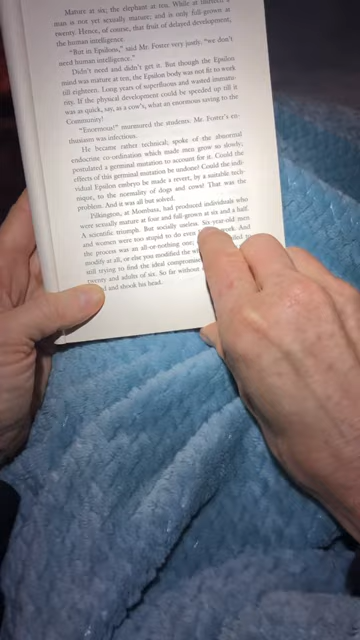 Mature at six; the elephant at ten. While at thirteen a
man is not yet sexually mature; and is only full-grown at
twenty. Hence, of course, that fruit of delayed development,
the human intelligence.
"But in Epsilons," said Mr. Foster very justly, "we don't
need human intelligence."
Didn't need and didn't get it. But though the Epsilon
mind was mature at ten, the Epsilon body was not fit to work
till eighteen. Long years of superfluous and wasted immatu-
rity. If the physical development could be speeded up till it
was as quick, say, as a cow's, what an enormous saving to the
Community!
"Enormous!" murmured the students. Mr. Foster's en-
thusiasm was infectious.
He became rather technical; spoke of the abnormal
endocrine co-ordination which made men grow so slowly;
postulated a germinal mutation to account for it. Could the
effects of this germinal mutation be undone? Could the indi-
vidual Epsilon embryo be made a revert, by a suitable tech-
nique, to the normality of dogs and cows? That was the
problem. And it was all but solved.
Pilkington, at Mombasa, had produced individuals who
were sexually mature at four and full-grown at six and a half.
A scientific triumph. But socially useless. Six-year-old men
and women were too stupid to do even work. And
the process was an all-or-nothing one; to
modify at all, or else you modified the
still trying to find the ideal compromise
twenty and adults of six. So far without
and shook his head.